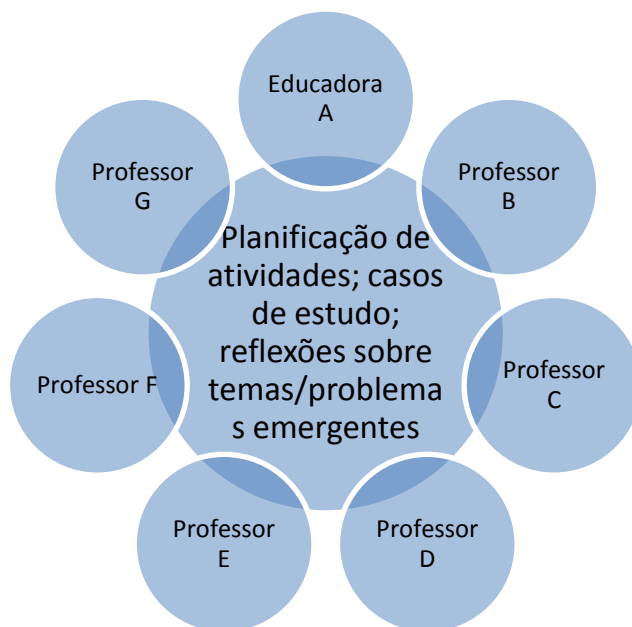 Educadora
A
Professor
B
Professor
C
Professor
D
Professor
E
Professor F
Professor
G
Planificação de
atividades; casos
de estudo;
reflexões sobre
temas/problema
s emergentes